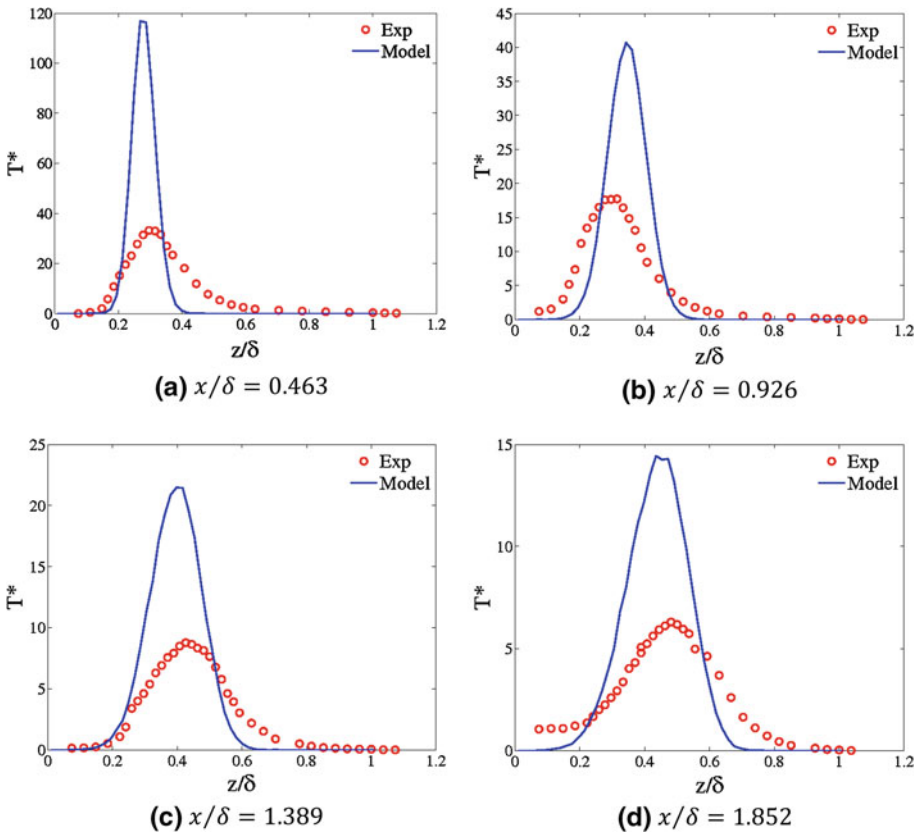 120
100
80
60
40
20
0
0
0.2
0.4
0.6
0.8
1
1.2
T*
z/δ
Exp
Model
(a) x/δ = 0.463
45
40
35
30
25
20
15
10
5
0
0
0.2
0.4
0.6
0.8
1
1.2
T*
z/δ
Exp
Model
(b) x/δ = 0.926
25
20
15
10
5
0
0
0.2
0.4
0.6
0.8
1
1.2
T*
z/δ
Exp
Model
(c) x/δ = 1.389
15
10
5
0
0
0.2
0.4
0.6
0.8
1
1.2
T*
z/δ
Exp
Model
(d) x/δ = 1.852